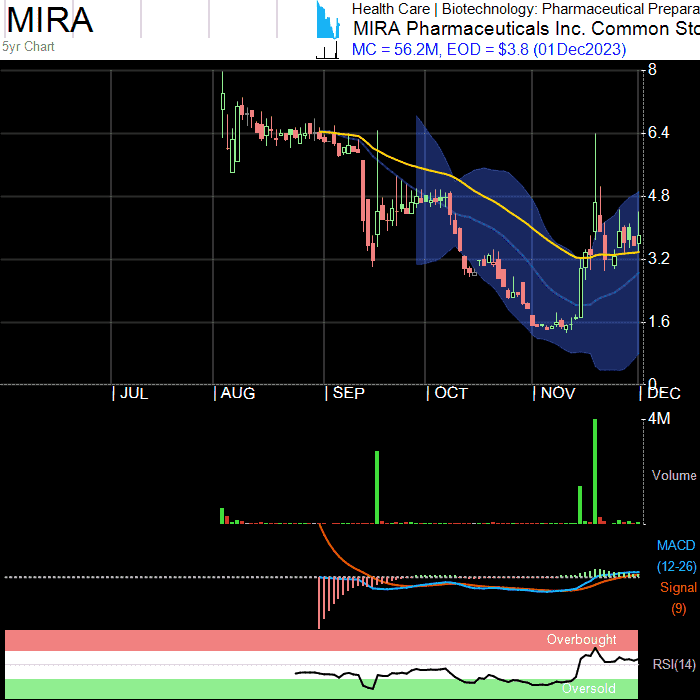 MIRA
Health Care | Biotechnology: Pharmaceutical Prepara
MIRA Pharmaceuticals Inc. Common Sto
5yr Chart
MC = 56.2M, EOD = $3.8 (01Dec2023)
8
6.4
4.8
3.2
1.6
0
JUL AUG SEP OCT NOV DEC
4M
Volume
MACD
(12-26)
Signal
(9)
Overbought
RSI(14)
Oversold